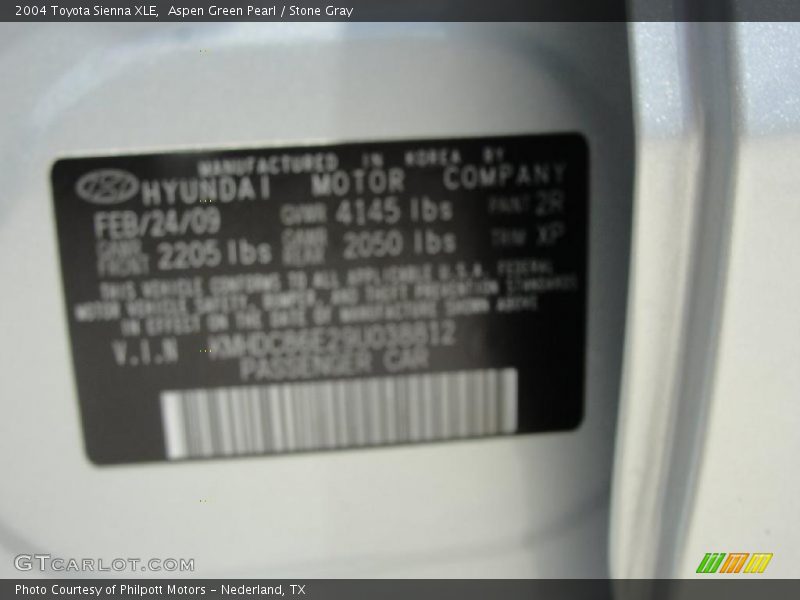 2004 Toyota Sienna XLE,  Aspen Green Pearl / Stone Gray
MANUFACTURED IN KOREA BY
HYUNDAI MOTOR COMPANY
FEB/24/09 GVWR 4145 lbs PAINT 2R
GAWR FRONT 2205 lbs GAWR REAR 2050 lbs TRIM XP
THIS VEHICLE CONFORMS TO ALL APPLICABLE U.S.A. FEDERAL
MOTOR VEHICLE SAFETY, BUMPER, AND THEFT PREVENTION STANDARDS
IN EFFECT ON THE DATE OF MANUFACTURE SHOWN ABOVE
V.I.N
PASSENGER CAR
GTCARLOT.COM
Photo Courtesy of Philpott Motors - Nederland, TX